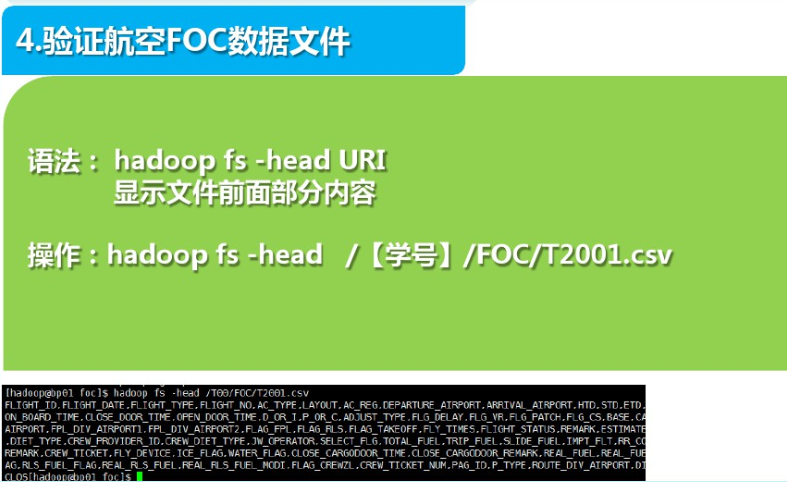 4.验证航空FOC数据文件
语法： hadoop fs -head URI
显示文件前面部分内容
操作：hadoop fs -head /【学号】/FOC/T2001.csv
[hadoop@bp01 foc]$ hadoop fs -head /T00/FOC/T2001.csv
FLIGHT_ID,FLIGHT_DATE,FLIGHT_TYPE,FLIGHT_NO,AC_TYPE,LAYOUT,AC_REG,DEPARTURE_AIRPORT,ARRIVAL_AIRPORT,HTD,STD,ETD,
ON_BOARD_TIME,CLOSE_DOOR_TIME,OPEN_DOOR_TIME,D_OR_I,P_OR_C,ADJUST_TYPE,FLG_DELAY,FLG_VR,FLG_PATCH,FLG_CS,BASE,CA
AIRPORT,FPL_DIV_AIRPORT1,FPL_DIV_AIRPORT2,FLAG_FPL,FLAG_RLS,FLAG_TAKEOFF,FLY_TIMES,FLIGHT_STATUS,REMARK,ESTIMATE
,DIET_TYPE,CREW_PROVIDER_ID,CREW_DIET_TYPE,JW_OPERATOR,SELECT_FLG,TOTAL_FUEL,TRIP_FUEL,SLIDE_FUEL,IMPT_FLT,RR_CO
REMARK,CREW_TICKET,FLY_DEVICE,ICE_FLAG,WATER_FLAG,CLOSE_CARGODOOR_TIME,CLOSE_CARGODOOR_REMARK,REAL_FUEL,REAL_FUE
AG,RLS_FUEL_FLAG,REAL_RLS_FUEL,REAL_RLS_FUEL_MODI,FLAG_CREWZL,CREW_TICKET_NUM,PAG_ID,P_TYPE,ROUTE_DIV_AIRPORT,DI
CLOS[hadoop@bp01 foc]$